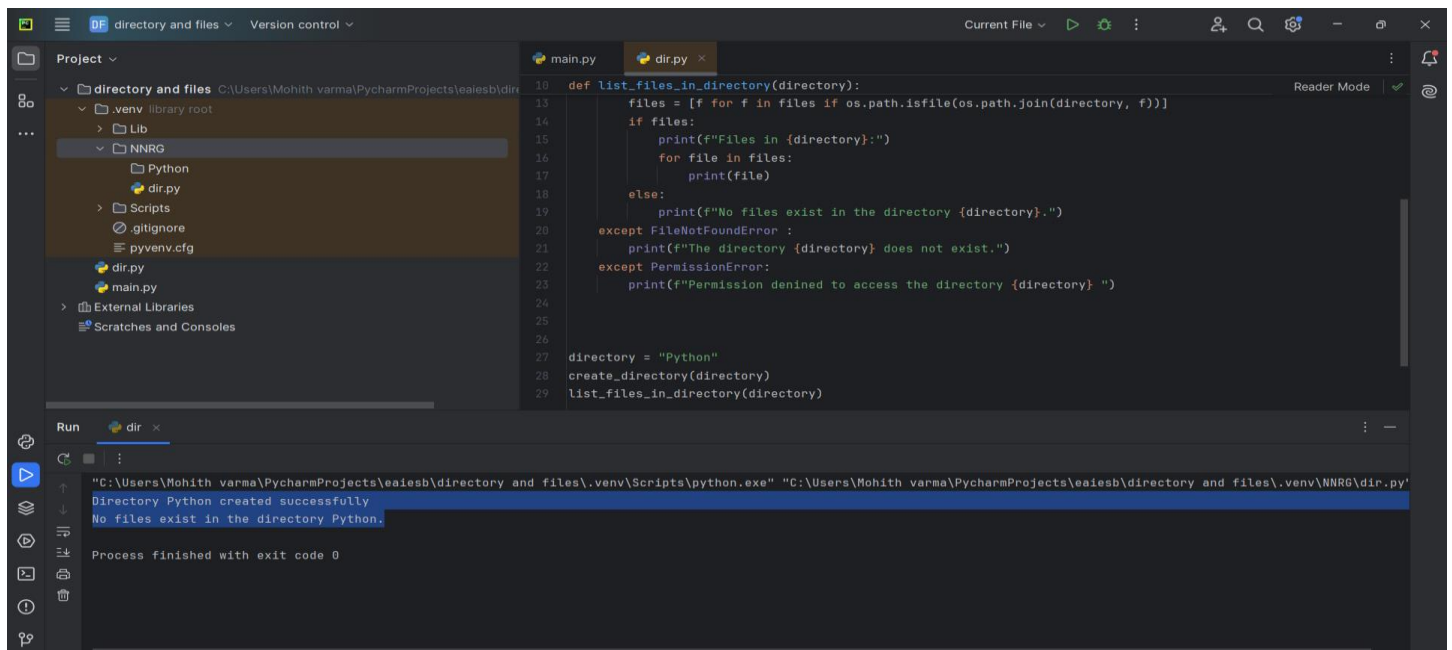 DF directory and files Version control Current File
Project
directory and files C:\Users\Mohith varma\PycharmProjects\eaiesb\dire
.venv library root
Lib
NNRG
Python
dir.py
Scripts
.gitignore
pyvenv.cfg
dir.py
main.py
External Libraries
Scratches and Consoles
main.py dir.py
Reader Mode
10 def list_files_in_directory(directory):
13 files = [f for f in files if os.path.isfile(os.path.join(directory, f))]
14 if files:
15 print(f"Files in {directory}:")
16 for file in files:
17 print(file)
18 else:
19 print(f"No files exist in the directory {directory}.")
20 except FileNotFoundError :
21 print(f"The directory {directory} does not exist.")
22 except PermissionError:
23 print(f"Permission denined to access the directory {directory} ")
24
25
26
27 directory = "Python"
28 create_directory(directory)
29 list_files_in_directory(directory)
Run dir
"C:\Users\Mohith varma\PycharmProjects\eaiesb\directory and files\.venv\Scripts\python.exe" "C:\Users\Mohith varma\PycharmProjects\eaiesb\directory and files\.venv\NNRG\dir.py"
Directory Python created successfully
No files exist in the directory Python.
Process finished with exit code 0